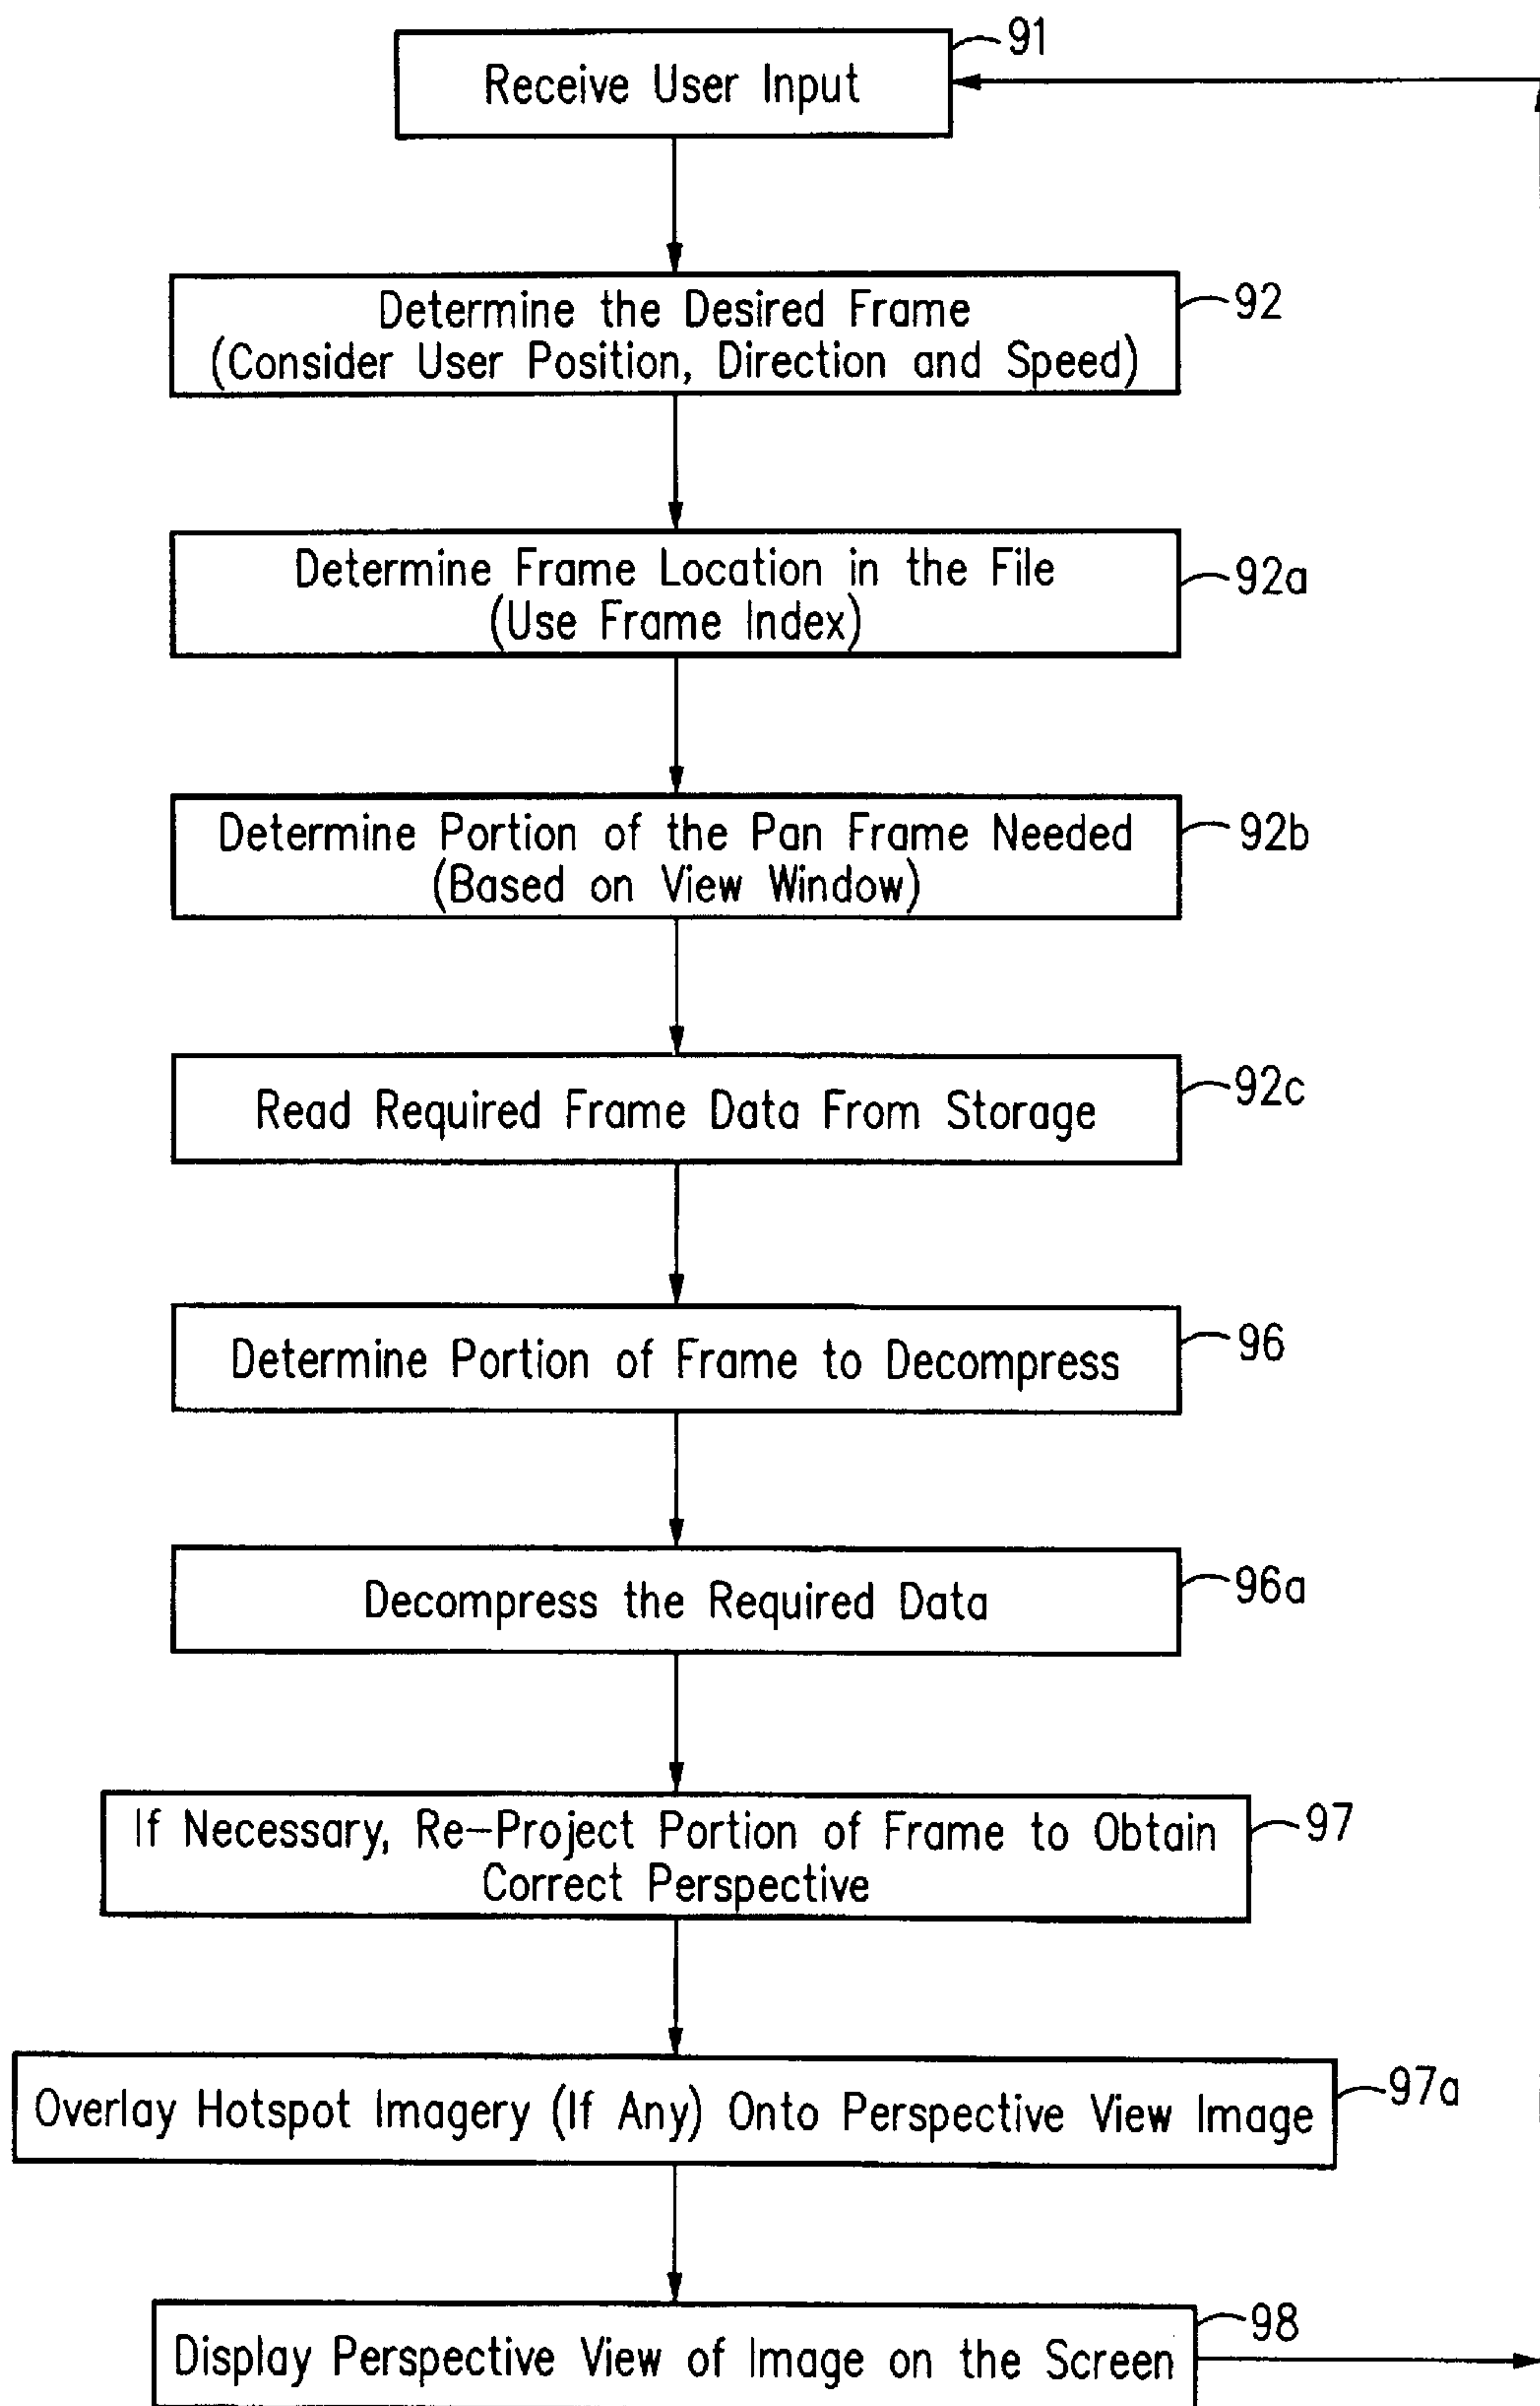 91
Receive User Input
92
Determine the Desired Frame
(Consider User Position, Direction and Speed)
92a
Determine Frame Location in the File
(Use Frame Index)
92b
Determine Portion of the Pan Frame Needed
(Based on View Window)
92c
Read Required Frame Data From Storage
96
Determine Portion of Frame to Decompress
96a
Decompress the Required Data
97
If Necessary, Re-Project Portion of Frame to Obtain
Correct Perspective
97a
Overlay Hotspot Imagery (If Any) Onto Perspective View Image
98
Display Perspective View of Image on the Screen